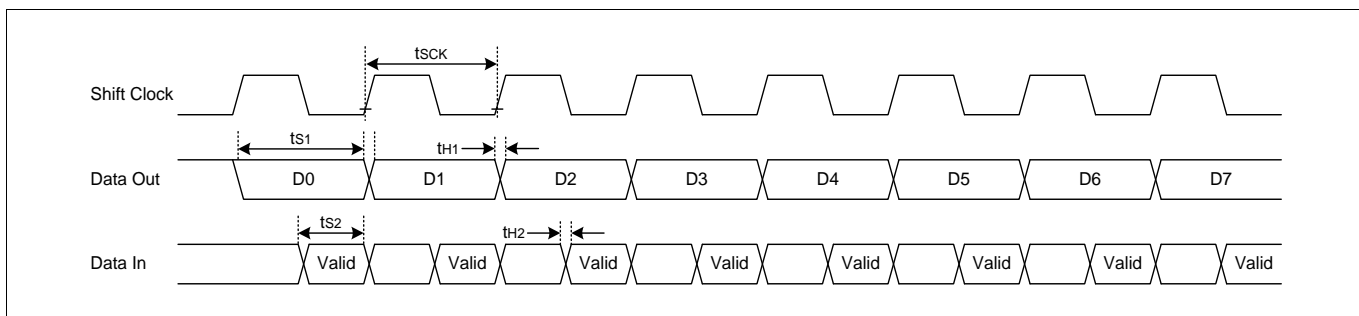 tSCK
Shift Clock
tS1
tH1
Data Out D0 D1 D2 D3 D4 D5 D6 D7
tS2
tH2
Data In Valid Valid Valid Valid Valid Valid Valid Valid